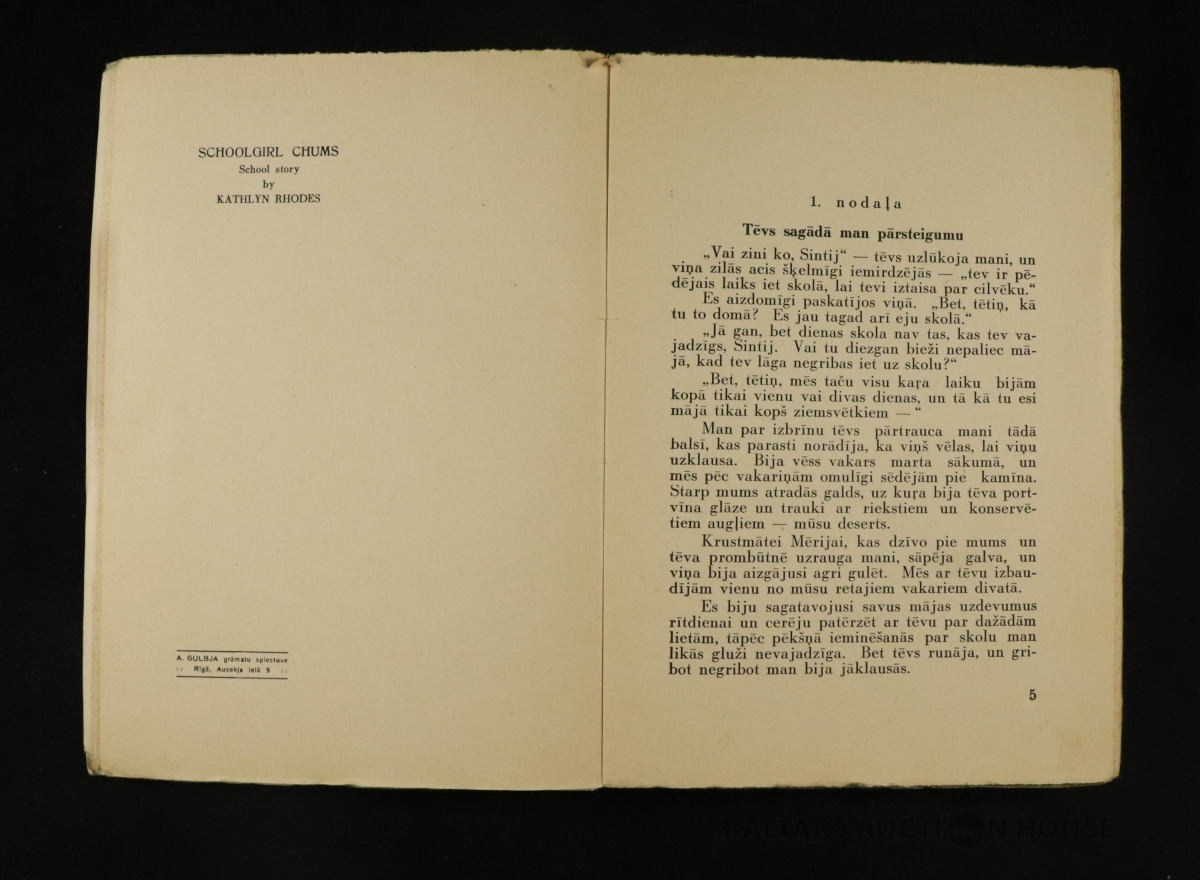 SCHOOLGIRL CHUMS
School story
by
KATHLYN RHODES
A. GULBJA grāmatu spiestuve
:: Rīgā, Ausekļa ielā 9 ::
1. nodaļa
Tēvs sagādā man pārsteigumu
„Vai zini ko, Sintij“ — tēvs uzlūkoja mani, un
viņa zilās acis šķelmīgi iemirdzējās — „tev ir pē-
dējais laiks iet skolā, lai tevi iztaisa par cilvēku.“
Es aizdomīgi paskatījos viņā. „Bet, tētiņ, kā
tu to domā? Es jau tagad arī eju skolā.“
„Jā gan, bet dienas skola nav tas, kas tev va-
jadzīgs, Sintij. Vai tu diezgan bieži nepaliec mā-
jā, kad tev lāga negribas iet uz skolu?“
„Bet, tētiņ, mēs taču visu kaŗa laiku bijām
kopā tikai vienu vai divas dienas, un tā kā tu esi
mājā tikai kopš ziemsvētkiem — “
Man par izbrīnu tēvs pārtrauca mani tādā
balsī, kas parasti norādīja, ka viņš vēlas, lai viņu
uzklausa. Bija vēss vakars marta sākumā, un
mēs pēc vakariņām omulīgi sēdējām pie kamīna.
Starp mums atradās galds, uz kuŗa bija tēva port-
vīna glāze un trauki ar riekstiem un konservē-
tiem augļiem — mūsu deserts.
Krustmātei Mērijai, kas dzīvo pie mums un
tēva prombūtnē uzrauga mani, sāpēja galva, un
viņa bija aizgājusi agri gulēt. Mēs ar tēvu izbau-
dījām vienu no mūsu retajiem vakariem divatā.
Es biju sagatavojusi savus mājas uzdevumus
rītdienai un cerēju patērzēt ar tēvu par dažādām
lietām, tāpēc pēkšņā ieminēšanās par skolu man
likās gluži nevajadzīga. Bet tēvs runāja, un gri-
bot negribot man bija jāklausās.
5
BALTARS AUCTION HOUSE